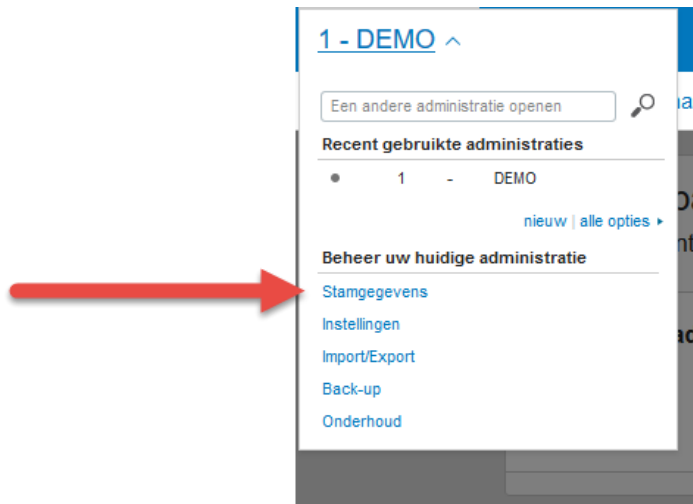 1 - DEMO
Een andere administratie openen
Recent gebruikte administraties
1 - DEMO
nieuw | alle opties
Beheer uw huidige administratie
Stamgegevens
Instellingen
Import/Export
Back-up
Onderhoud